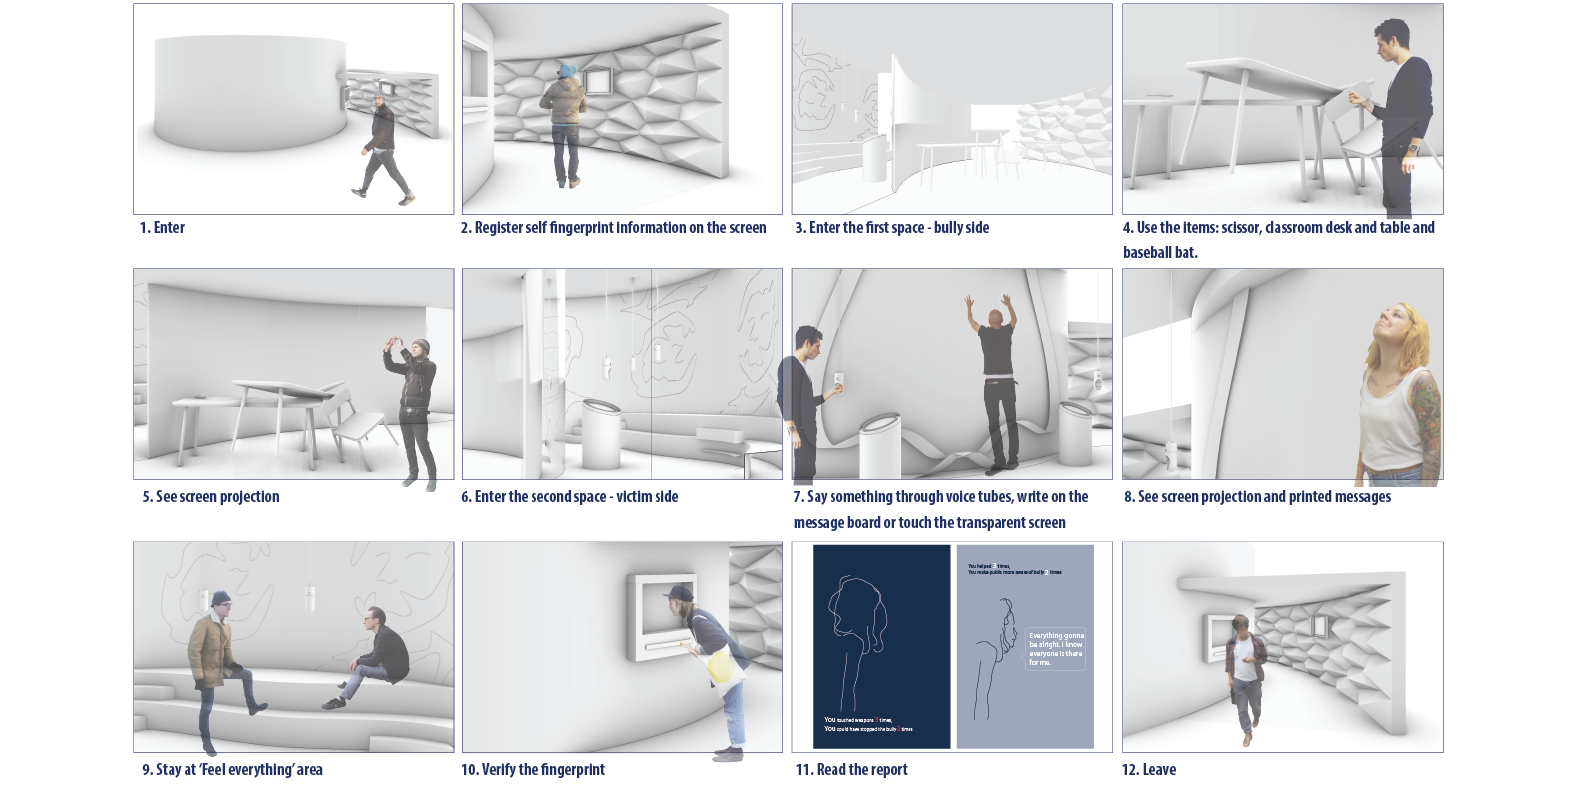 1. Enter
2. Register self fingerprint information on the screen
3. Enter the first space - bully side
4. Use the items: scissor, classroom desk and table and
baseball bat.
5. See screen projection
6. Enter the second space - victim side
7. Say something through voice tubes, write on the
message board or touch the transparent screen
8. See screen projection and printed messages
9. Stay at ‘Feel everything’ area
10. Verify the fingerprint
You touched weapons times,
You could have stopped the bully 2 times
You helped times,
You make public more aware of bully times
Everything gonna
be alright. I know
everyone is there
for me.
11. Read the report
12. Leave